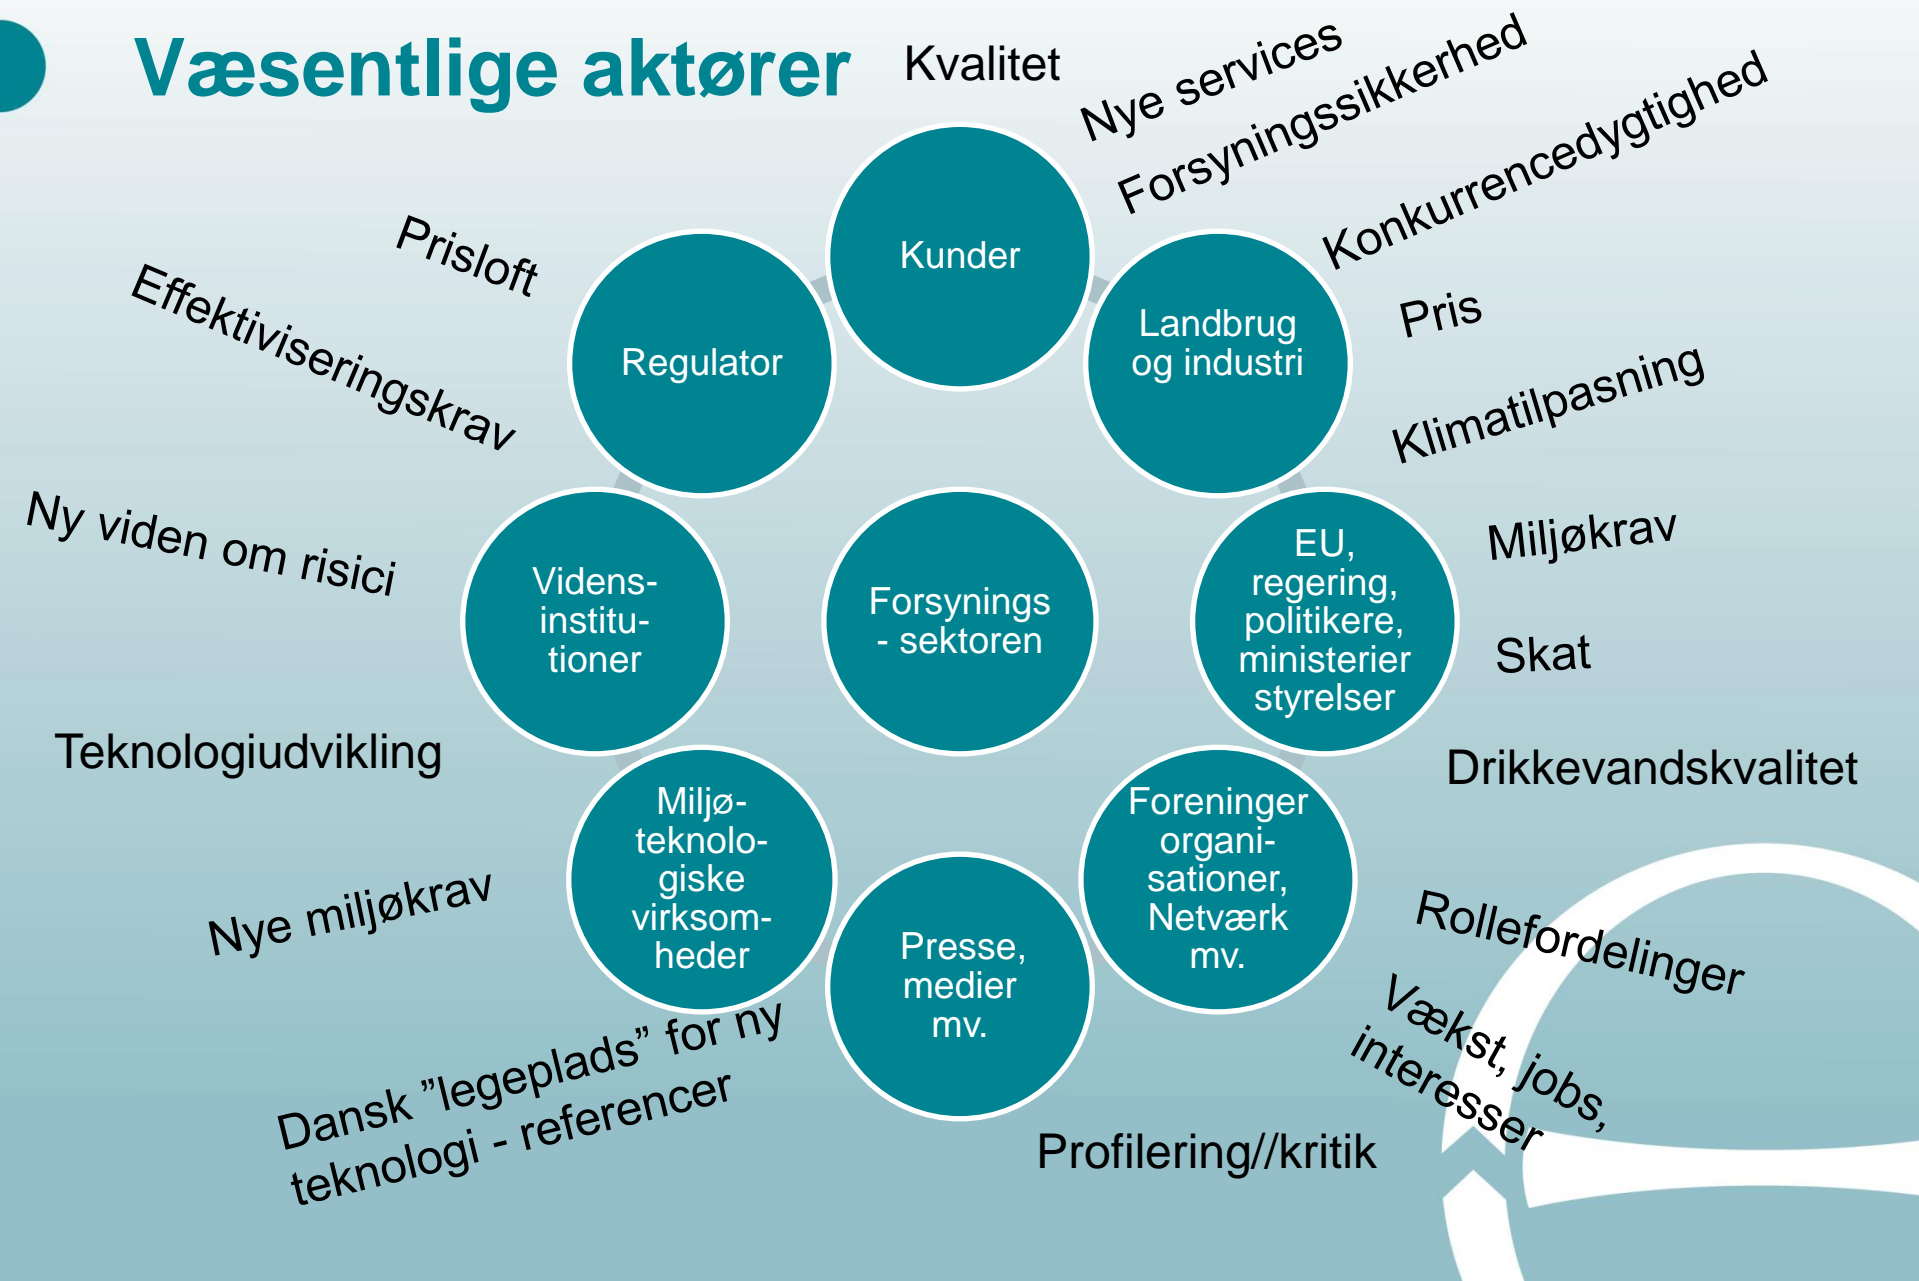 Væsentlige aktører
Kvalitet
Nye services
Forsyningssikkerhed
Konkurrencedygtighed
Pris
Klimatilpasning
Miljøkrav
Skat
Drikkevandskvalitet
Rollefordelinger
Vækst, jobs,
interesser
Profilering//kritik
Dansk ”legeplads” for ny
teknologi - referencer
Nye miljøkrav
Teknologiudvikling
Ny viden om risici
Effektiviseringskrav
Prisloft
Kunder
Landbrug
og industri
EU,
regering,
politikere,
ministerier
styrelser
Foreninger
organi-
sationer,
Netværk
mv.
Presse,
medier
mv.
Miljø-
teknolo-
giske
virksom-
heder
Videns-
institu-
tioner
Regulator
Forsynings
- sektoren